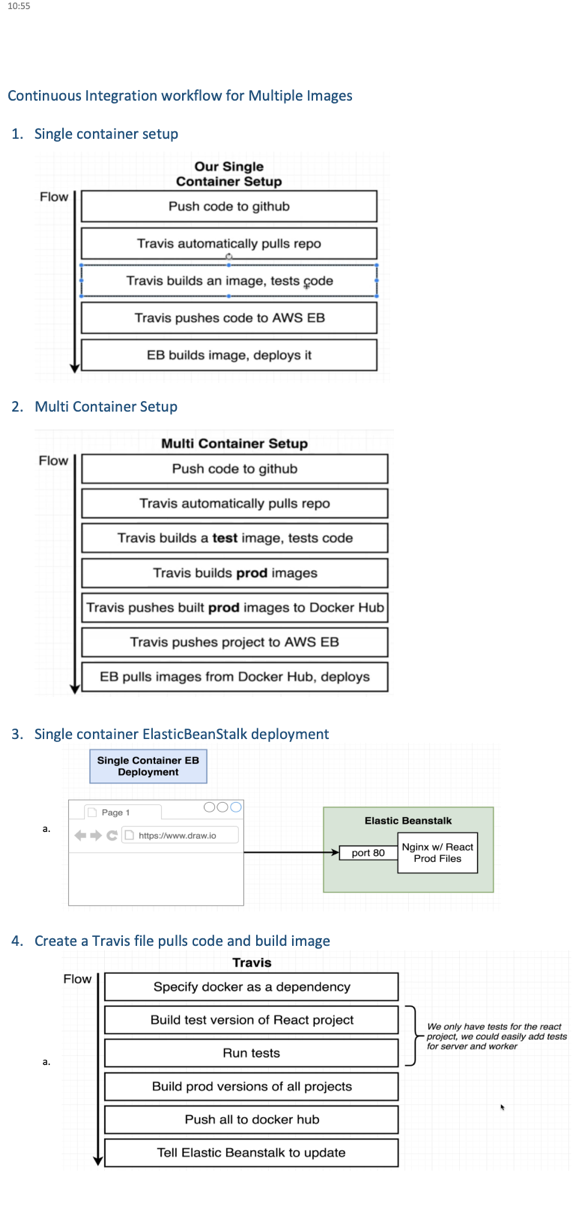 10:55
Continuous Integration workflow for Multiple Images
1. Single container setup
Our Single
Container Setup
Flow
Push code to github
Travis automatically pulls repo
Travis builds an image, tests code
Travis pushes code to AWS EB
EB builds image, deploys it
2. Multi Container Setup
Multi Container Setup
Flow
Push code to github
Travis automatically pulls repo
Travis builds a test image, tests code
Travis builds prod images
Travis pushes built prod images to Docker Hub
Travis pushes project to AWS EB
EB pulls images from Docker Hub, deploys
3. Single container ElasticBeanStalk deployment
Single Container EB
Deployment
a.
Page 1
https://www.draw.io
Elastic Beanstalk
port 80
Nginx w/ React
Prod Files
4. Create a Travis file pulls code and build image
Travis
Flow
Specify docker as a dependency
Build test version of React project
Run tests
We only have tests for the react
project, we could easily add tests
for server and worker
a.
Build prod versions of all projects
Push all to docker hub
Tell Elastic Beanstalk to update